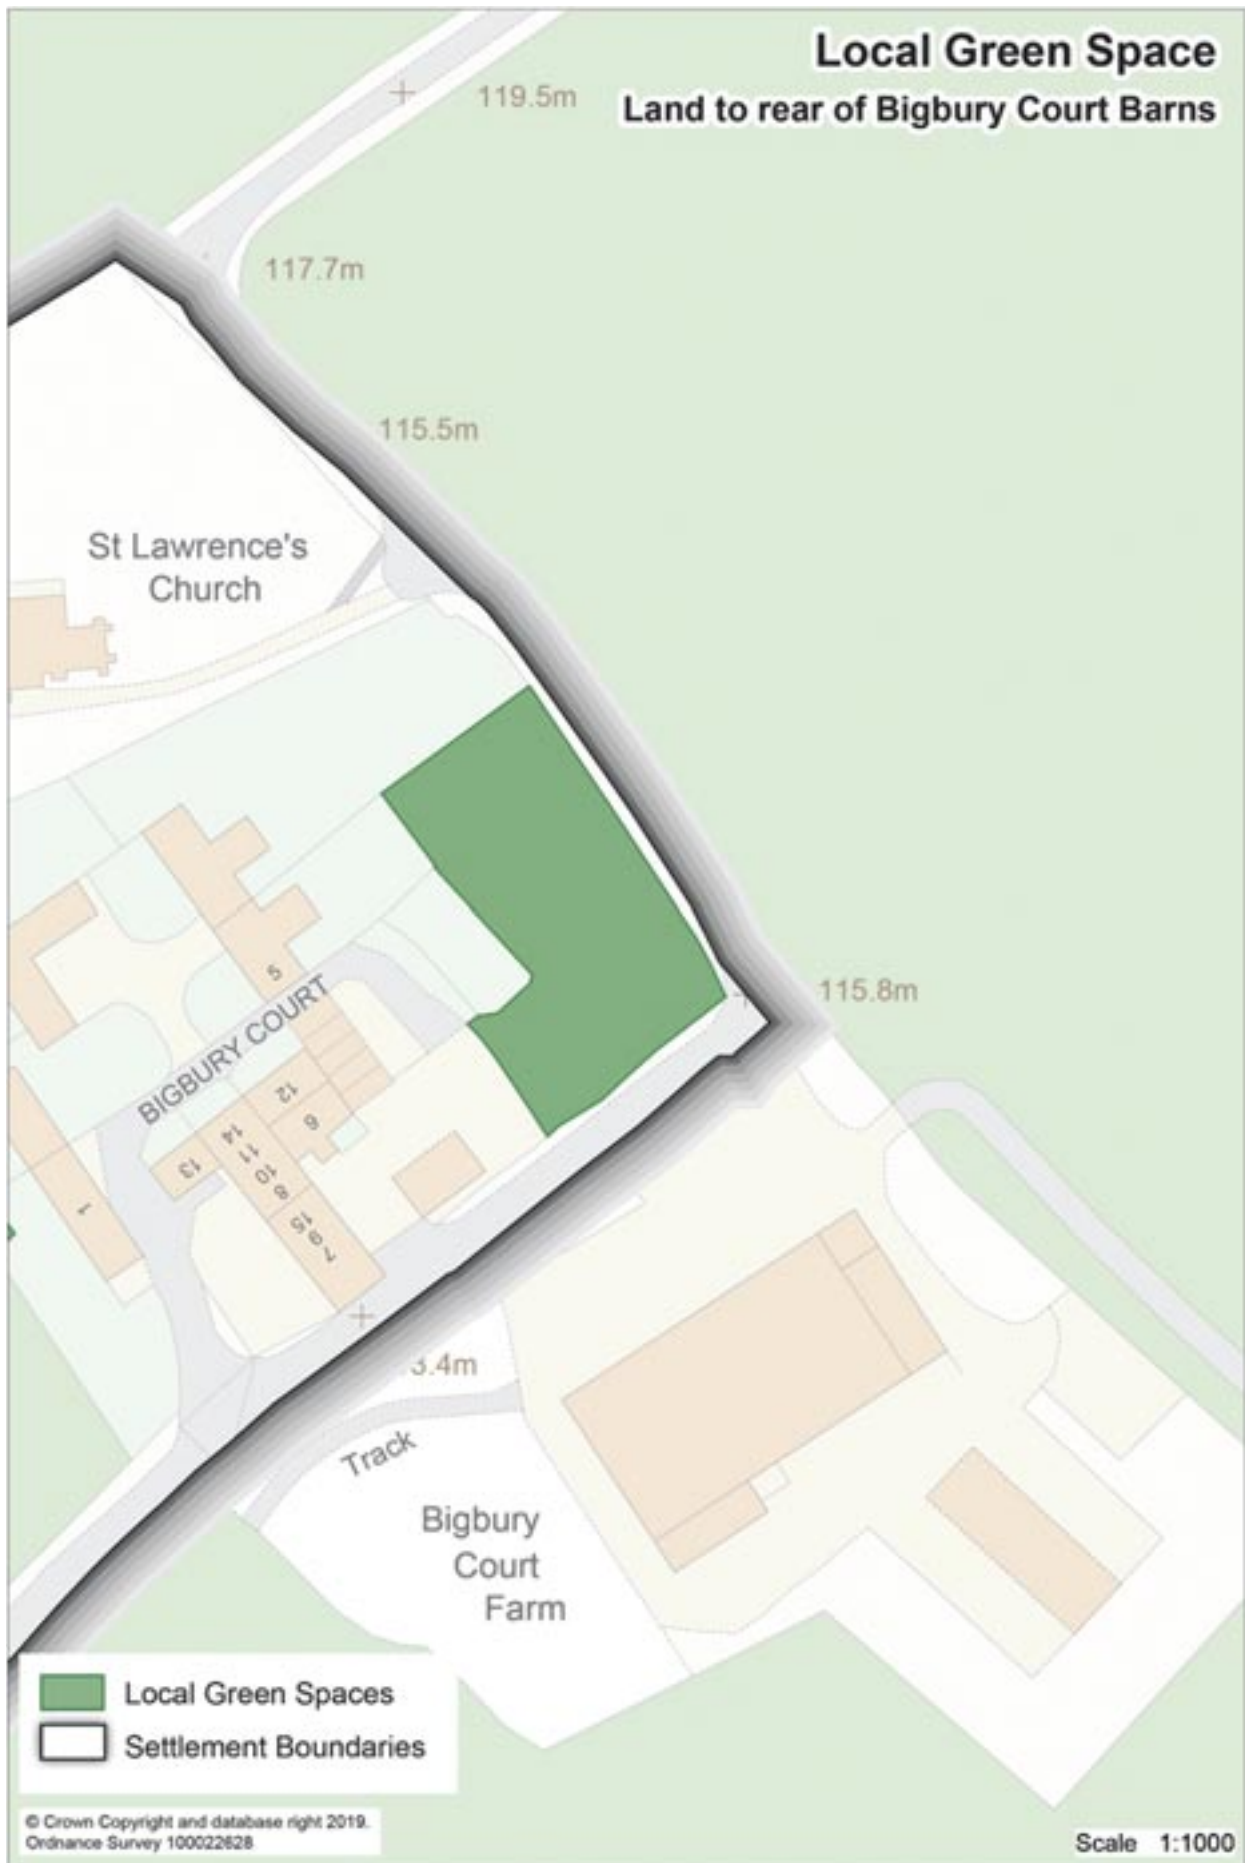 Local Green Space
Land to rear of Bigbury Court Barns
119.5m
117.7m
115.5m
St Lawrence's
Church
115.8m
5
BIGBURY COURT
12
6
14
11
10
8
13
15
9
7
1
3.4m
Track
Bigbury
Court
Farm
Local Green Spaces
Settlement Boundaries
© Crown Copyright and database right 2019.
Ordnance Survey 100022628
Scale 1:1000